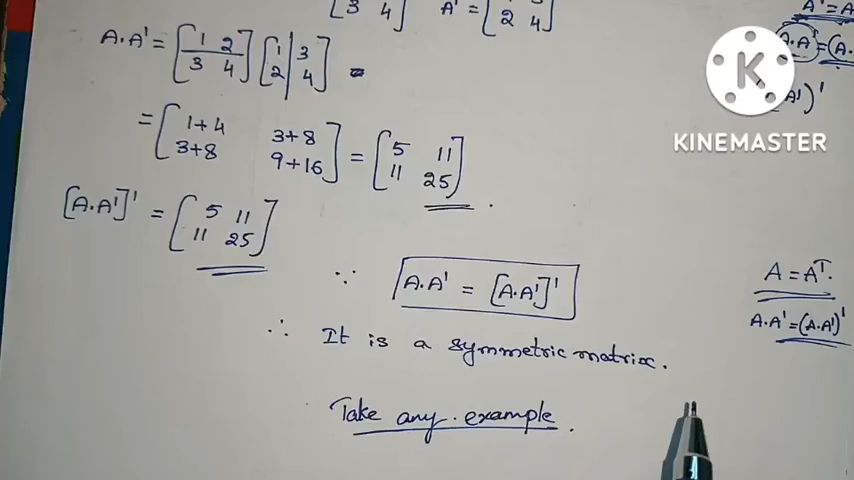 [3 4] A' = [2 4]
A' = A
A.A' = [1 2 3 4] [1 3 2 4] =
A.A' = (A.
A')'
K
KINEMASTER
= [1+4 3+8 3+8 9+16] = [5 11 11 25] .
[A.A']' = [5 11 11 25]
∵ A.A' = [A.A']'
A = Aᵀ.
A.A' = (A.A')'
∴ It is a symmetric matrix.
Take any. example.